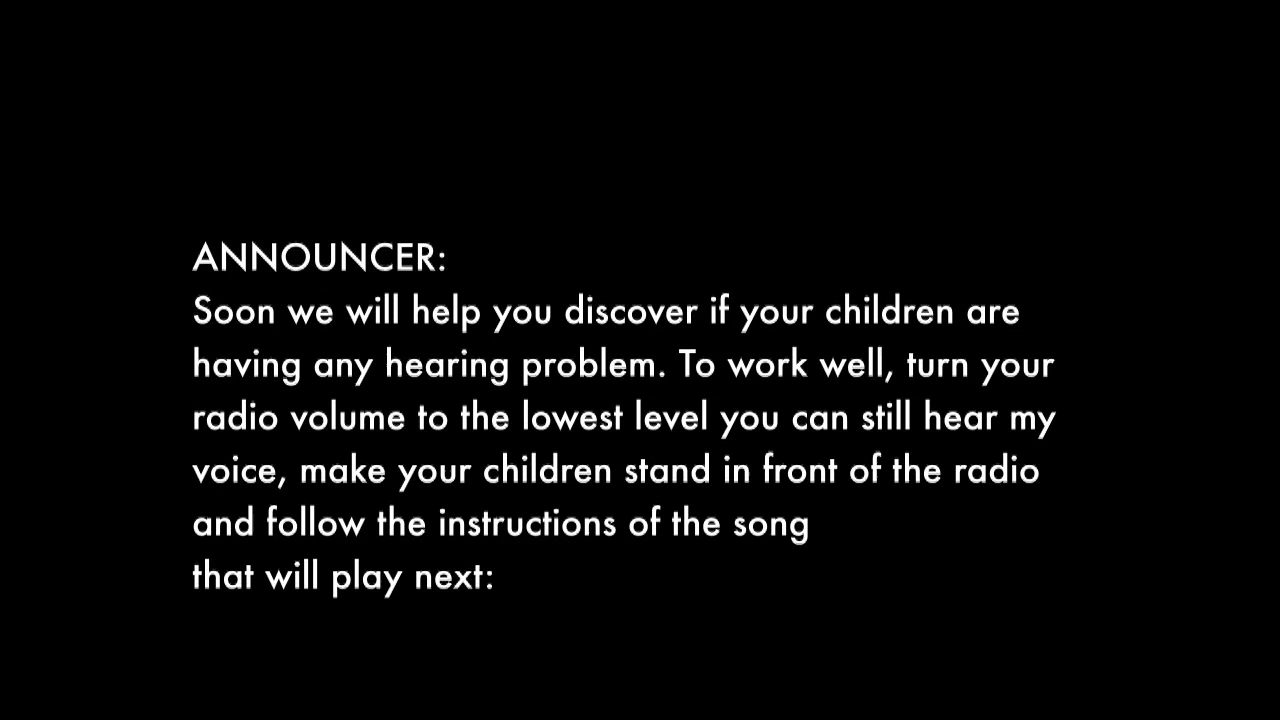 ANNOUNCER:
Soon we will help you discover if your children are
having any hearing problem. To work well, turn your
radio volume to the lowest level you can still hear my
voice, make your children stand in front of the radio
and follow the instructions of the song
that will play next: